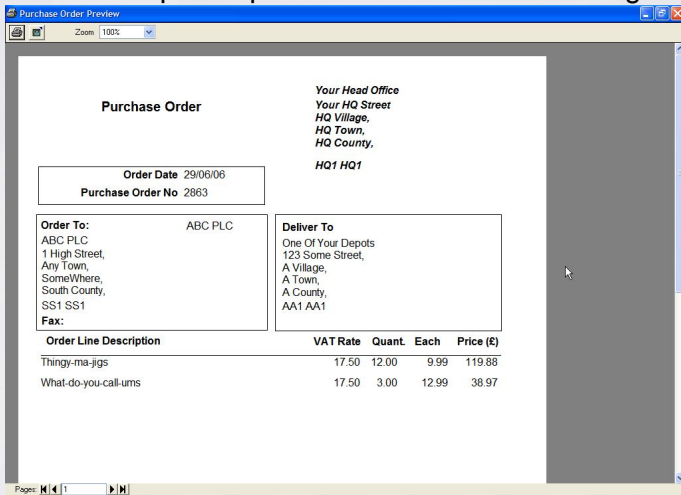 Purchase Order Preview
Zoom 100%
Purchase Order
Your Head Office
Your HQ Street
HQ Village,
HQ Town,
HQ County,
HQ1 HQ1
Order Date 29/06/06
Purchase Order No 2863
Order To: ABC PLC
ABC PLC
1 High Street,
Any Town,
SomeWhere,
South County,
SS1 SS1
Fax:
Deliver To
One Of Your Depots
123 Some Street,
A Village,
A Town,
A County,
AA1 AA1
Order Line Description VAT Rate Quant. Each Price (£)
Thingy-ma-jigs 17.50 12.00 9.99 119.88
What-do-you-call-ums 17.50 3.00 12.99 38.97
Pages: 1